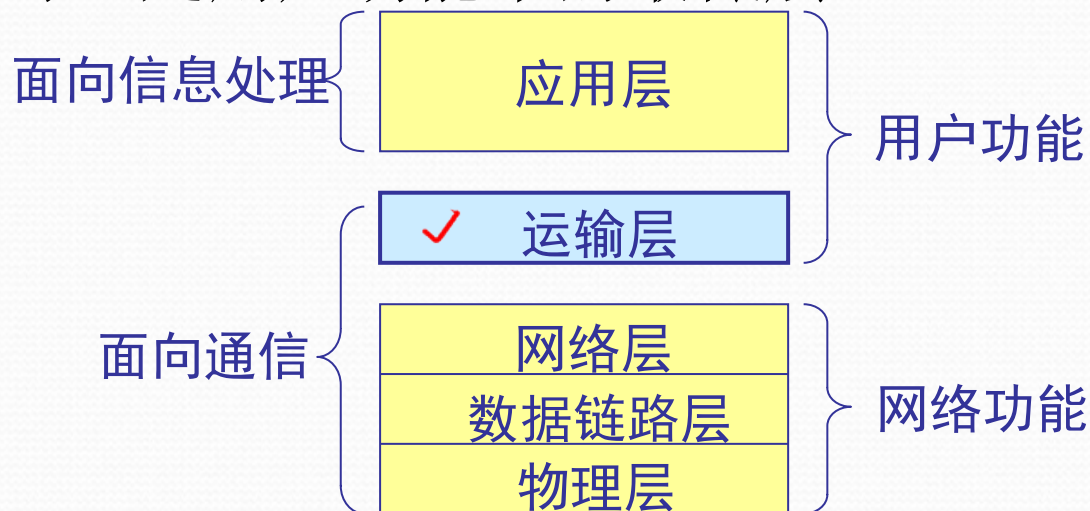 面向信息处理
应用层
用户功能
运输层
面向通信
网络层
数据链路层
网络功能
物理层